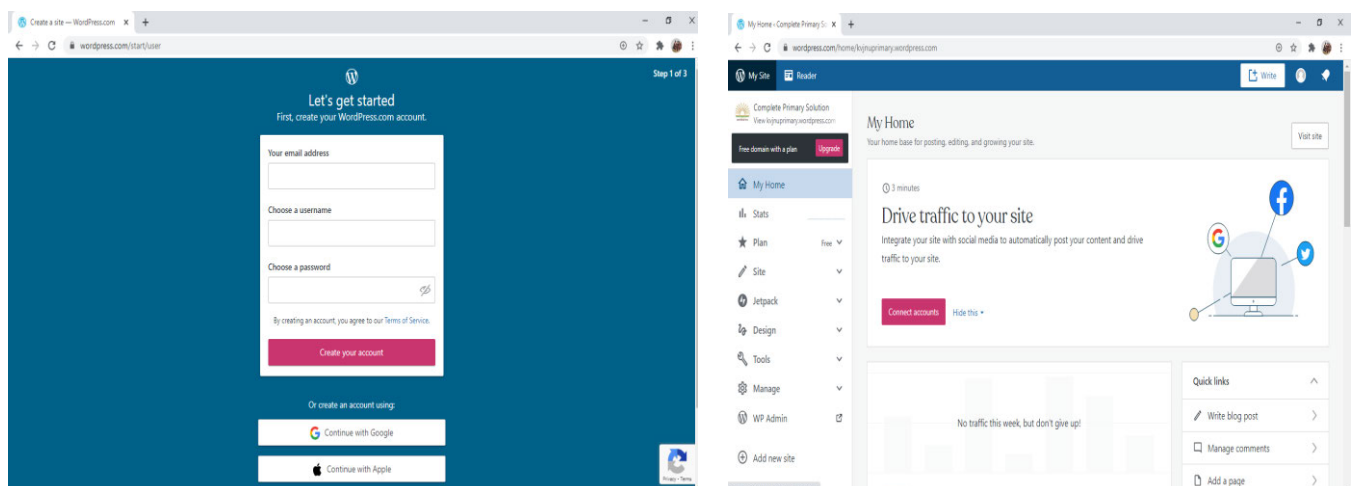 Create a site — WordPress.com
wordpress.com/start/user
Step 1 of 3
Let's get started
First, create your WordPress.com account.
Your email address
Choose a username
Choose a password
By creating an account, you agree to our Terms of Service.
Create your account
Or create an account using:
Continue with Google
Continue with Apple
Privacy - Terms
My Home - Complete Primary So
wordpress.com/home/kvjnuprimary.wordpress.com
My Site
Reader
Write
Complete Primary Solution
View kvjnuprimary.wordpress.com
Free domain with a plan
Upgrade
My Home
Stats
Plan
Free
Site
Jetpack
Design
Tools
Manage
WP Admin
Add new site
My Home
Your home base for posting, editing, and growing your site.
Visit site
3 minutes
Drive traffic to your site
Integrate your site with social media to automatically post your content and drive
traffic to your site.
Connect accounts
Hide this
No traffic this week, but don't give up!
Quick links
Write blog post
Manage comments
Add a page